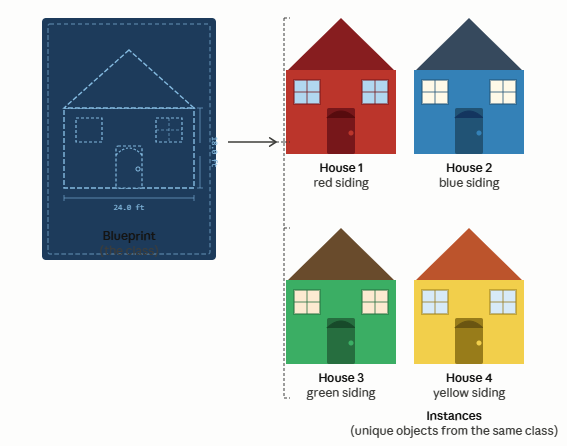 24.0 ft
Blueprint
House 1
red siding
House 2
blue siding
House 3
green siding
House 4
yellow siding
Instances
(unique objects from the same class)